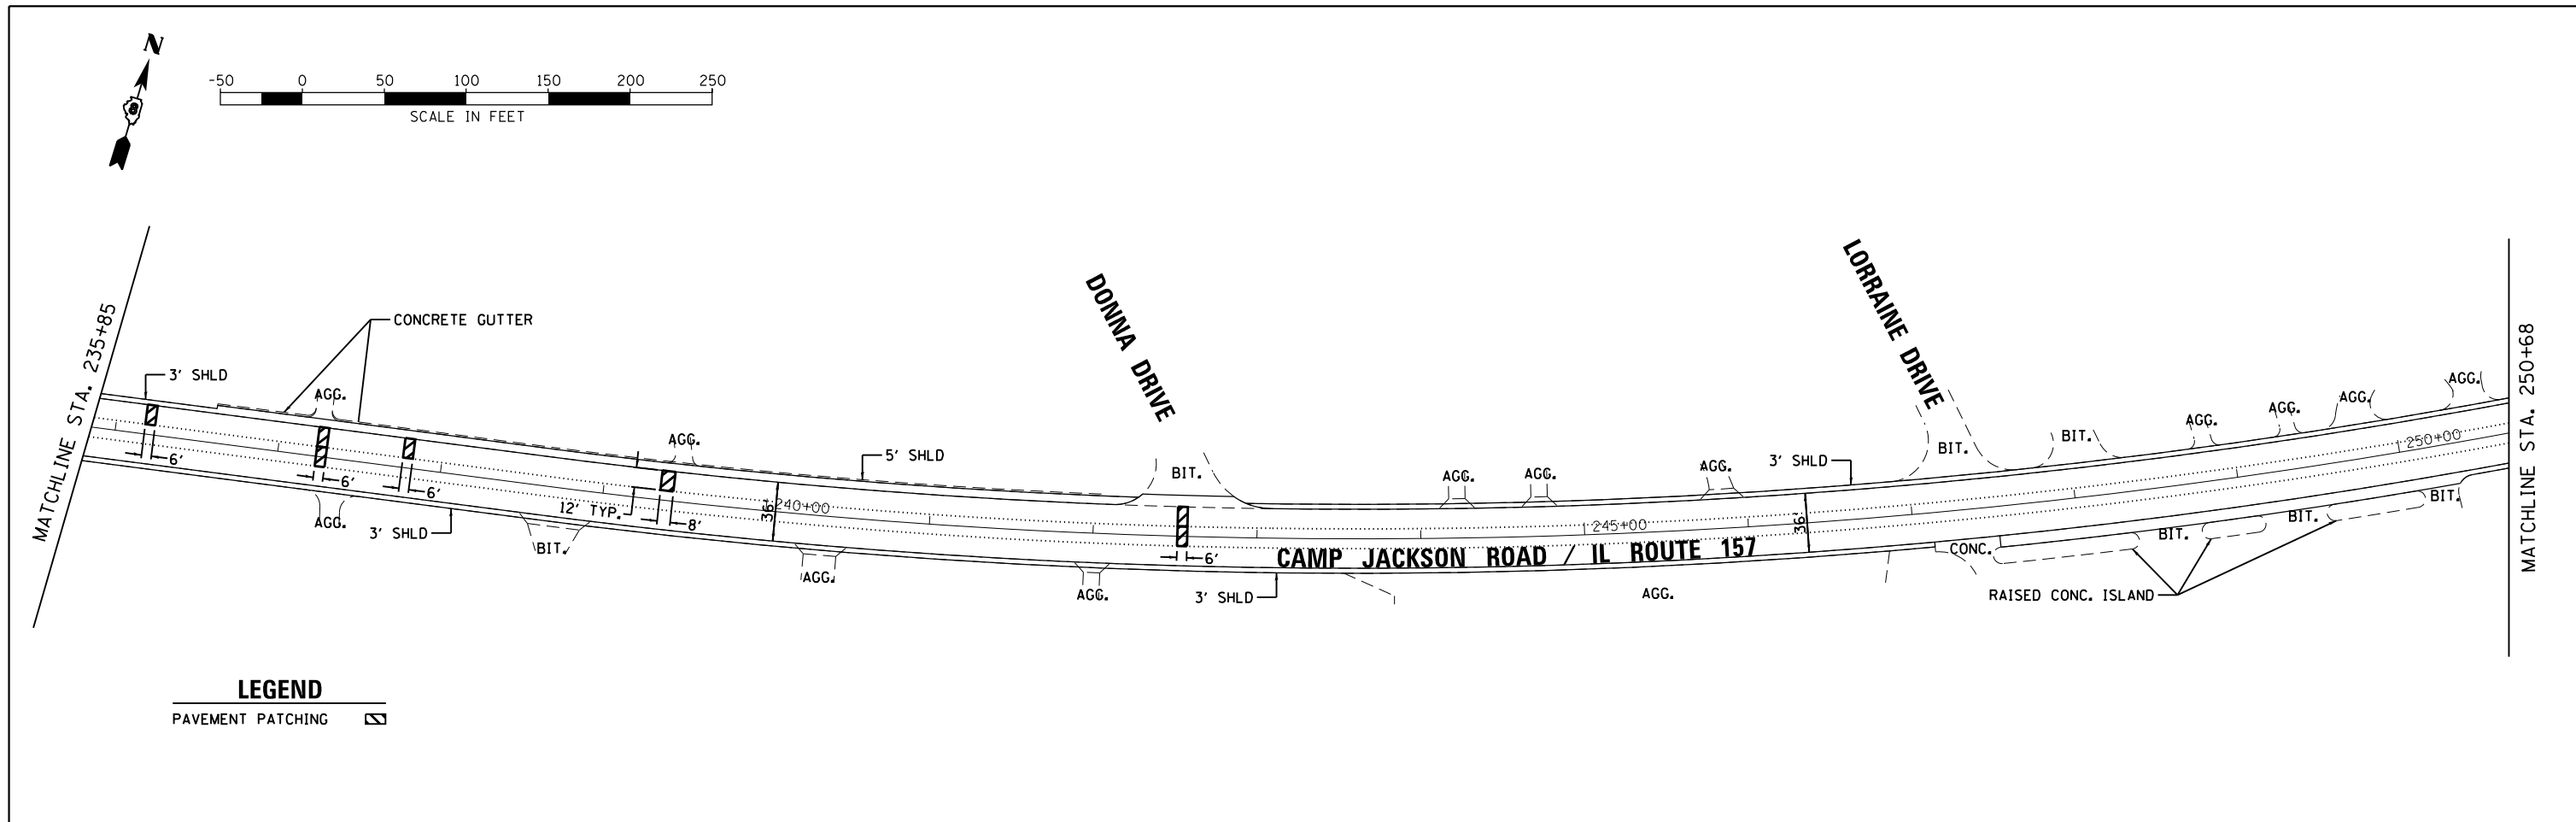 N
8
-50 0 50 100 150 200 250
SCALE IN FEET
MATCHLINE STA. 235+85
3' SHLD
CONCRETE GUTTER
AGG.
6'
6'
6'
AGG.
3' SHLD
BIT.
12' TYP.
8'
AGG.
36'
240+00
AGG.
5' SHLD
DONNA DRIVE
BIT.
6'
AGG.
3' SHLD
CAMP JACKSON ROAD / IL ROUTE 157
AGG.
AGG.
245+00
AGG.
AGG.
3' SHLD
36'
LORRAINE DRIVE
BIT.
BIT.
CONC.
RAISED CONC. ISLAND
BIT.
BIT.
BIT.
AGG.
AGG.
AGG.
AGG.
250+00
MATCHLINE STA. 250+68
LEGEND
PAVEMENT PATCHING